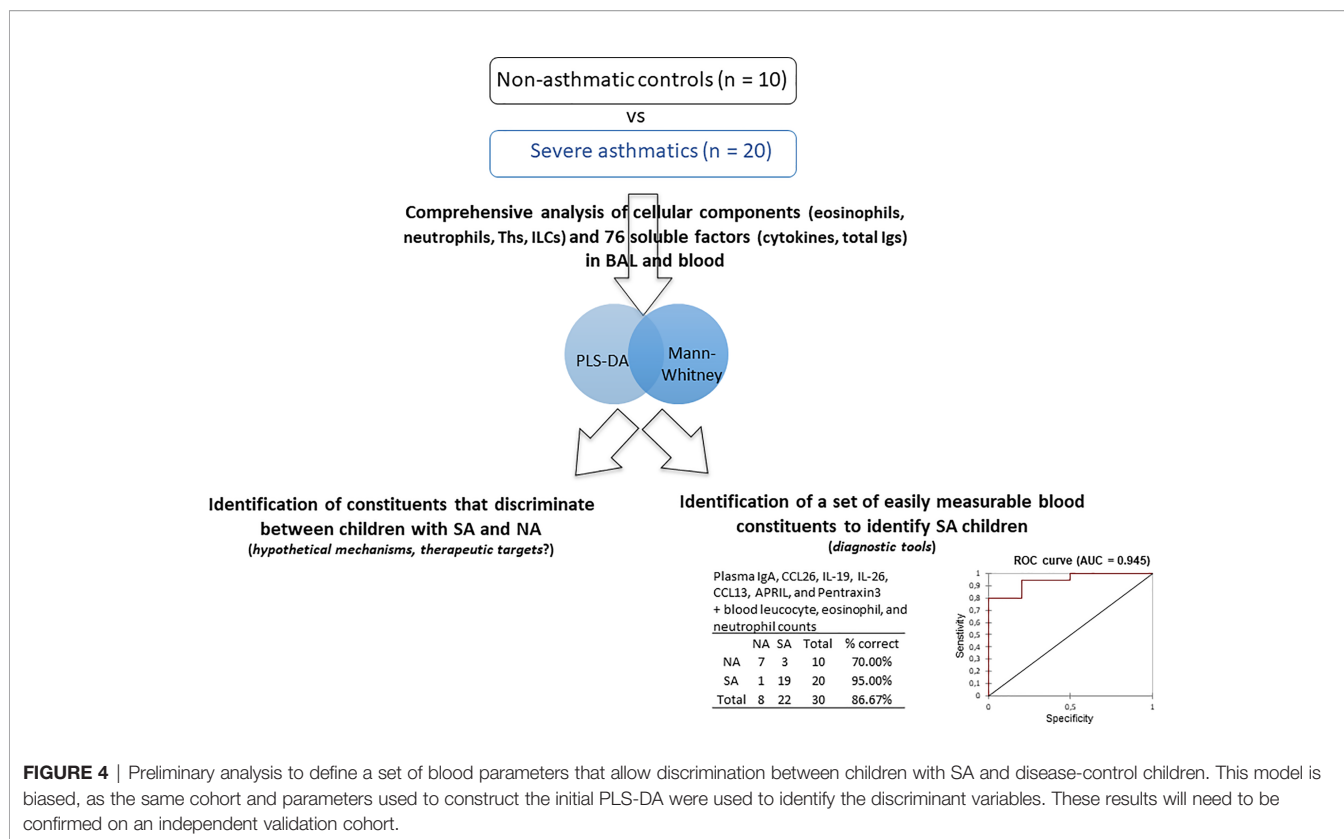 Non-asthmatic controls (n = 10)
vs
Severe asthmatics (n = 20)
Comprehensive analysis of cellular components (eosinophils,
neutrophils, Ths, ILCs) and 76 soluble factors (cytokines, total Igs)
in BAL and blood
PLS-DA
Mann-
Whitney
Identification of constituents that discriminate
between children with SA and NA
(hypothetical mechanisms, therapeutic targets?)
Identification of a set of easily measurable blood
constituents to identify SA children
(diagnostic tools)
Plasma IgA, CCL26, IL-19, IL-26,
CCL13, APRIL, and Pentraxin3
+ blood leucocyte, eosinophil, and
neutrophil counts
NA SA Total % correct
NA 7 3 10 70.00%
SA 1 19 20 95.00%
Total 8 22 30 86.67%
ROC curve (AUC = 0.945)
1
0,9
0,8
0,7
0,6
0,5
0,4
0,3
0,2
0,1
0
Senstivity
0 0,5 1
Specificity
FIGURE 4 | Preliminary analysis to define a set of blood parameters that allow discrimination between children with SA and disease-control children. This model is
biased, as the same cohort and parameters used to construct the initial PLS-DA were used to identify the discriminant variables. These results will need to be
confirmed on an independent validation cohort.